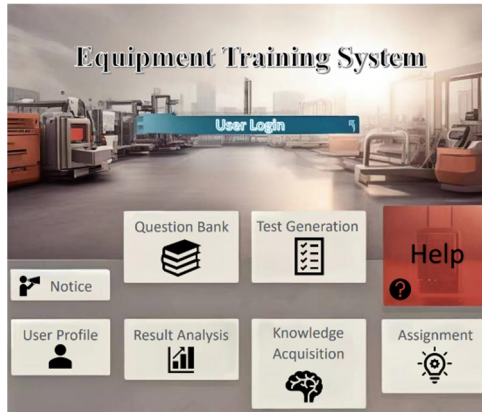 Equipment Training System
User Login
Question Bank
Test Generation
Help
Notice
User Profile
Result Analysis
Knowledge
Acquisition
Assignment